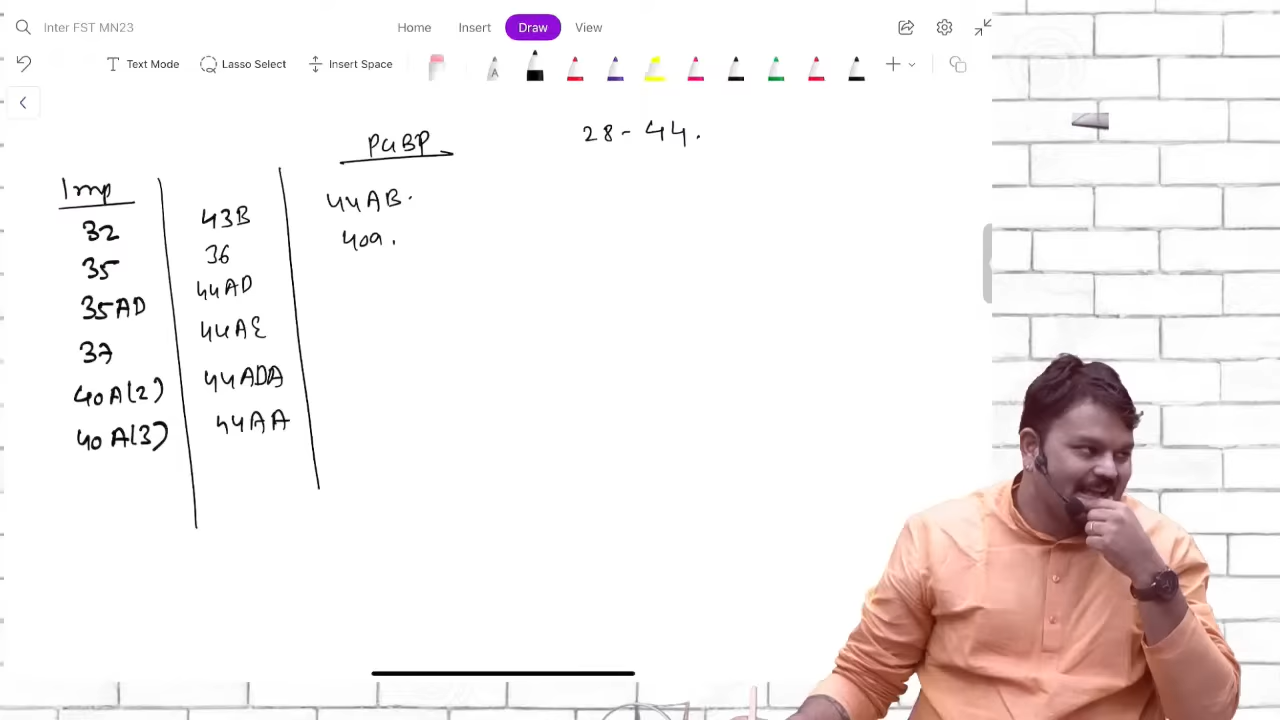 Inter FST MN23
Home Insert Draw View
Text Mode Lasso Select Insert Space
A
PGBP
28 - 44.
Imp
32
35
35AD
37
40A(2)
40A(3)
43B
36
44AD
44AE
44ADA
44AA
44AB.
40a.